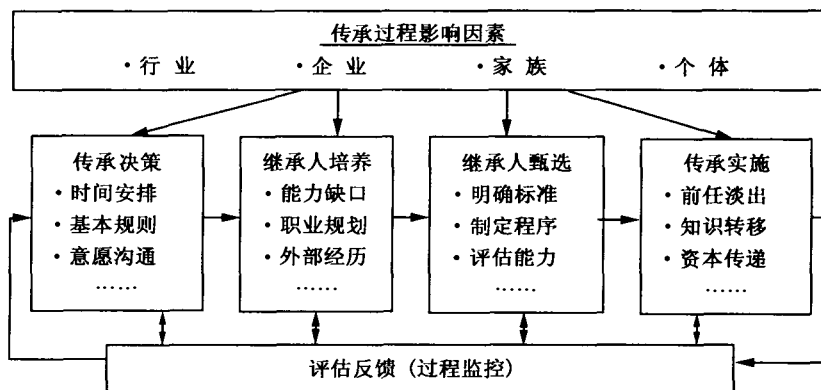 传承过程影响因素
·行业 ·企业 ·家族 ·个体
传承决策
·时间安排
·基本规则
·意愿沟通
……
继承人培养
·能力缺口
·职业规划
·外部经历
……
继承人甄选
·明确标准
·制定程序
·评估能力
……
传承实施
·前任淡出
·知识转移
·资本传递
……
评估反馈（过程监控）